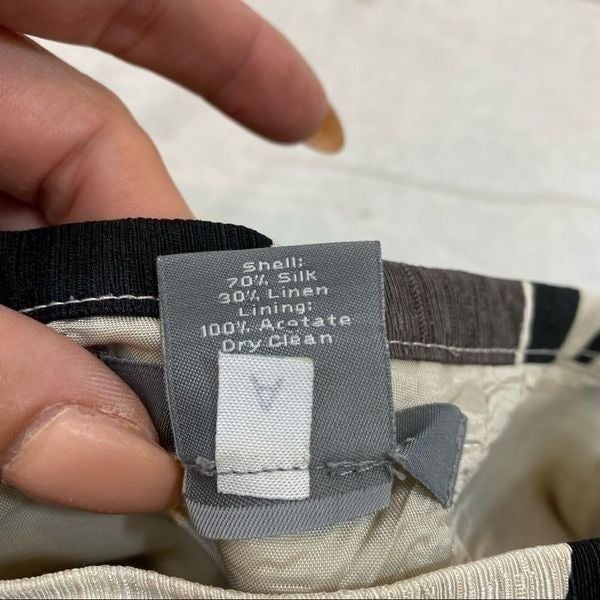 Shell:
70% Silk
30% Linen
Lining:
100% Acetate
Dry Clean
A